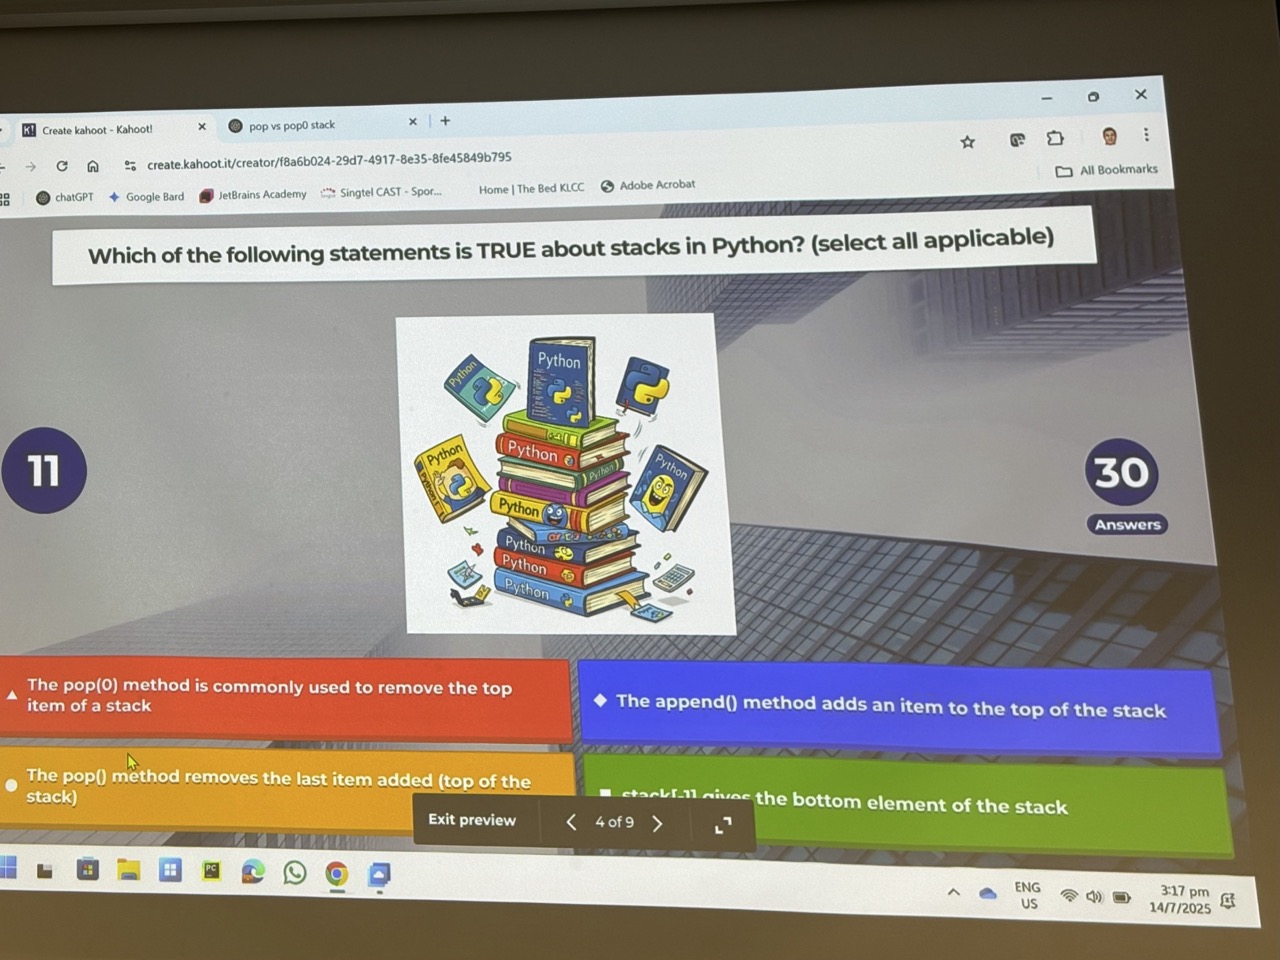 Create kahoot - Kahoot!
pop vs pop0 stack
create.kahoot.it/creator/f8a6b024-29d7-4917-8e35-8fe45849b795
All Bookmarks
chatGPT
Google Bard
JetBrains Academy
Singtel CAST - Spor...
Home | The Bed KLCC
Adobe Acrobat
Which of the following statements is TRUE about stacks in Python? (select all applicable)
Python
Python
Python
Python
Python
Python
Python
Python
Python
Python
11
30
Answers
The pop(0) method is commonly used to remove the top
item of a stack
The append() method adds an item to the top of the stack
The pop() method removes the last item added (top of the
stack)
stack[-1] gives the bottom element of the stack
Exit preview
4 of 9
PC
ENG
US
3:17 pm
14/7/2025